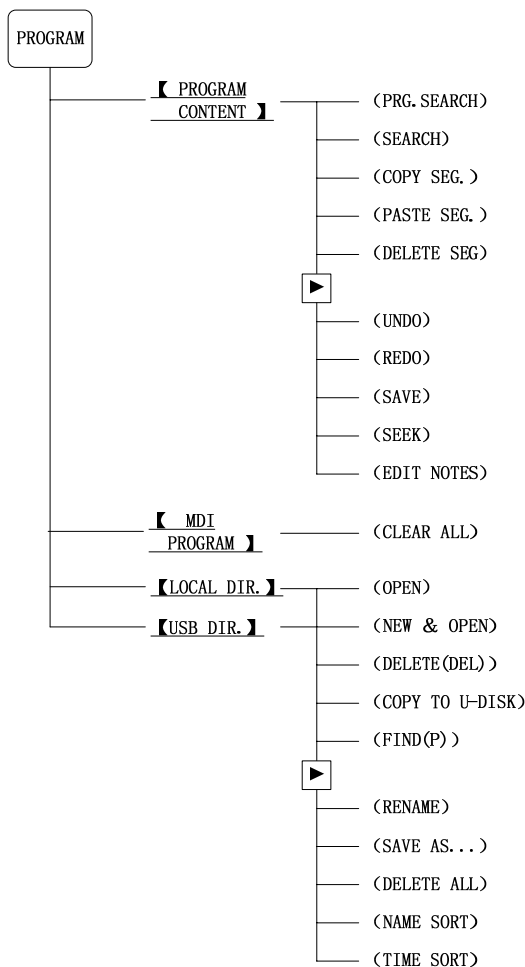 PROGRAM
【 PROGRAM
CONTENT 】
(PRG.SEARCH)
(SEARCH)
(COPY SEG.)
(PASTE SEG.)
(DELETE SEG)
(UNDO)
(REDO)
(SAVE)
(SEEK)
(EDIT NOTES)
【 MDI
PROGRAM 】
(CLEAR ALL)
【LOCAL DIR.】
(OPEN)
【USB DIR.】
(NEW & OPEN)
(DELETE(DEL))
(COPY TO U-DISK)
(FIND(P))
(RENAME)
(SAVE AS...)
(DELETE ALL)
(NAME SORT)
(TIME SORT)